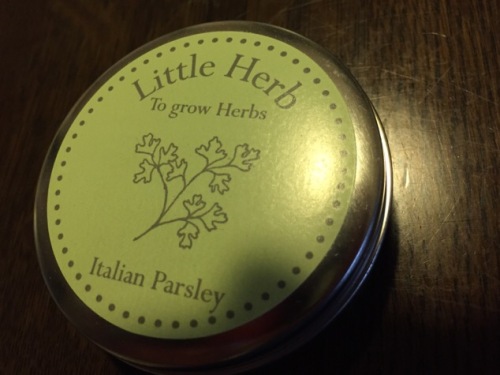 Little Herb
To grow Herbs
Italian Parsley